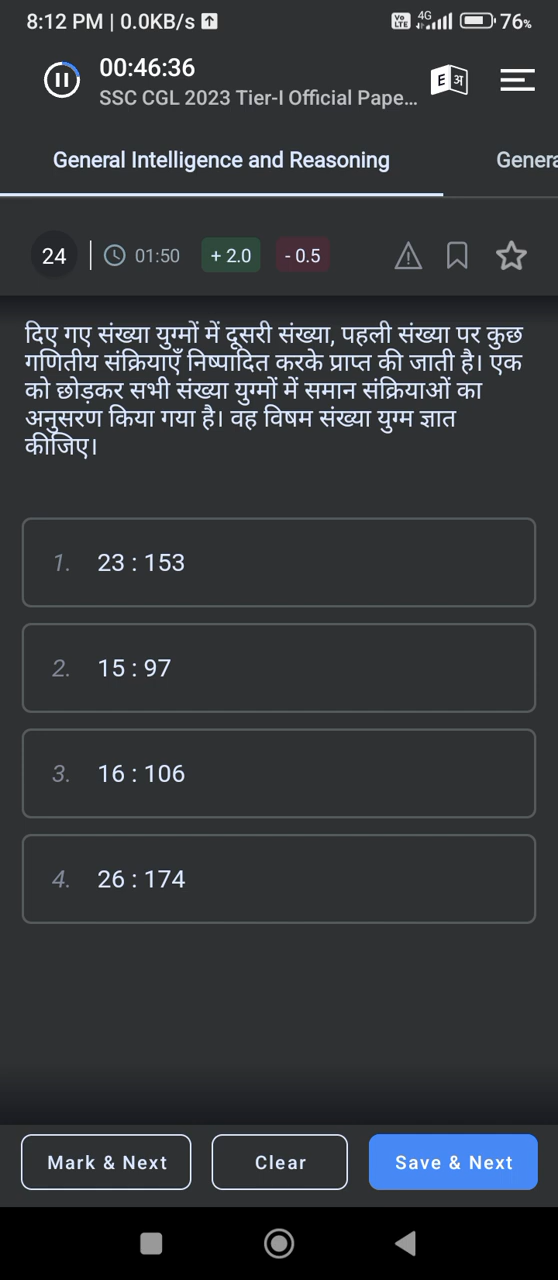 8:12 PM | 0.0KB/s
Vo LTE 4G 76%
00:46:36
SSC CGL 2023 Tier-I Official Pape...
E अ
General Intelligence and Reasoning
Genera
24 | 01:50 + 2.0 - 0.5
दिए गए संख्या युग्मों में दूसरी संख्या, पहली संख्या पर कुछ
गणितीय संक्रियाएँ निष्पादित करके प्राप्त की जाती है। एक
को छोड़कर सभी संख्या युग्मों में समान संक्रियाओं का
अनुसरण किया गया है। वह विषम संख्या युग्म ज्ञात
कीजिए।
1. 23 : 153
2. 15 : 97
3. 16 : 106
4. 26 : 174
Mark & Next
Clear
Save & Next